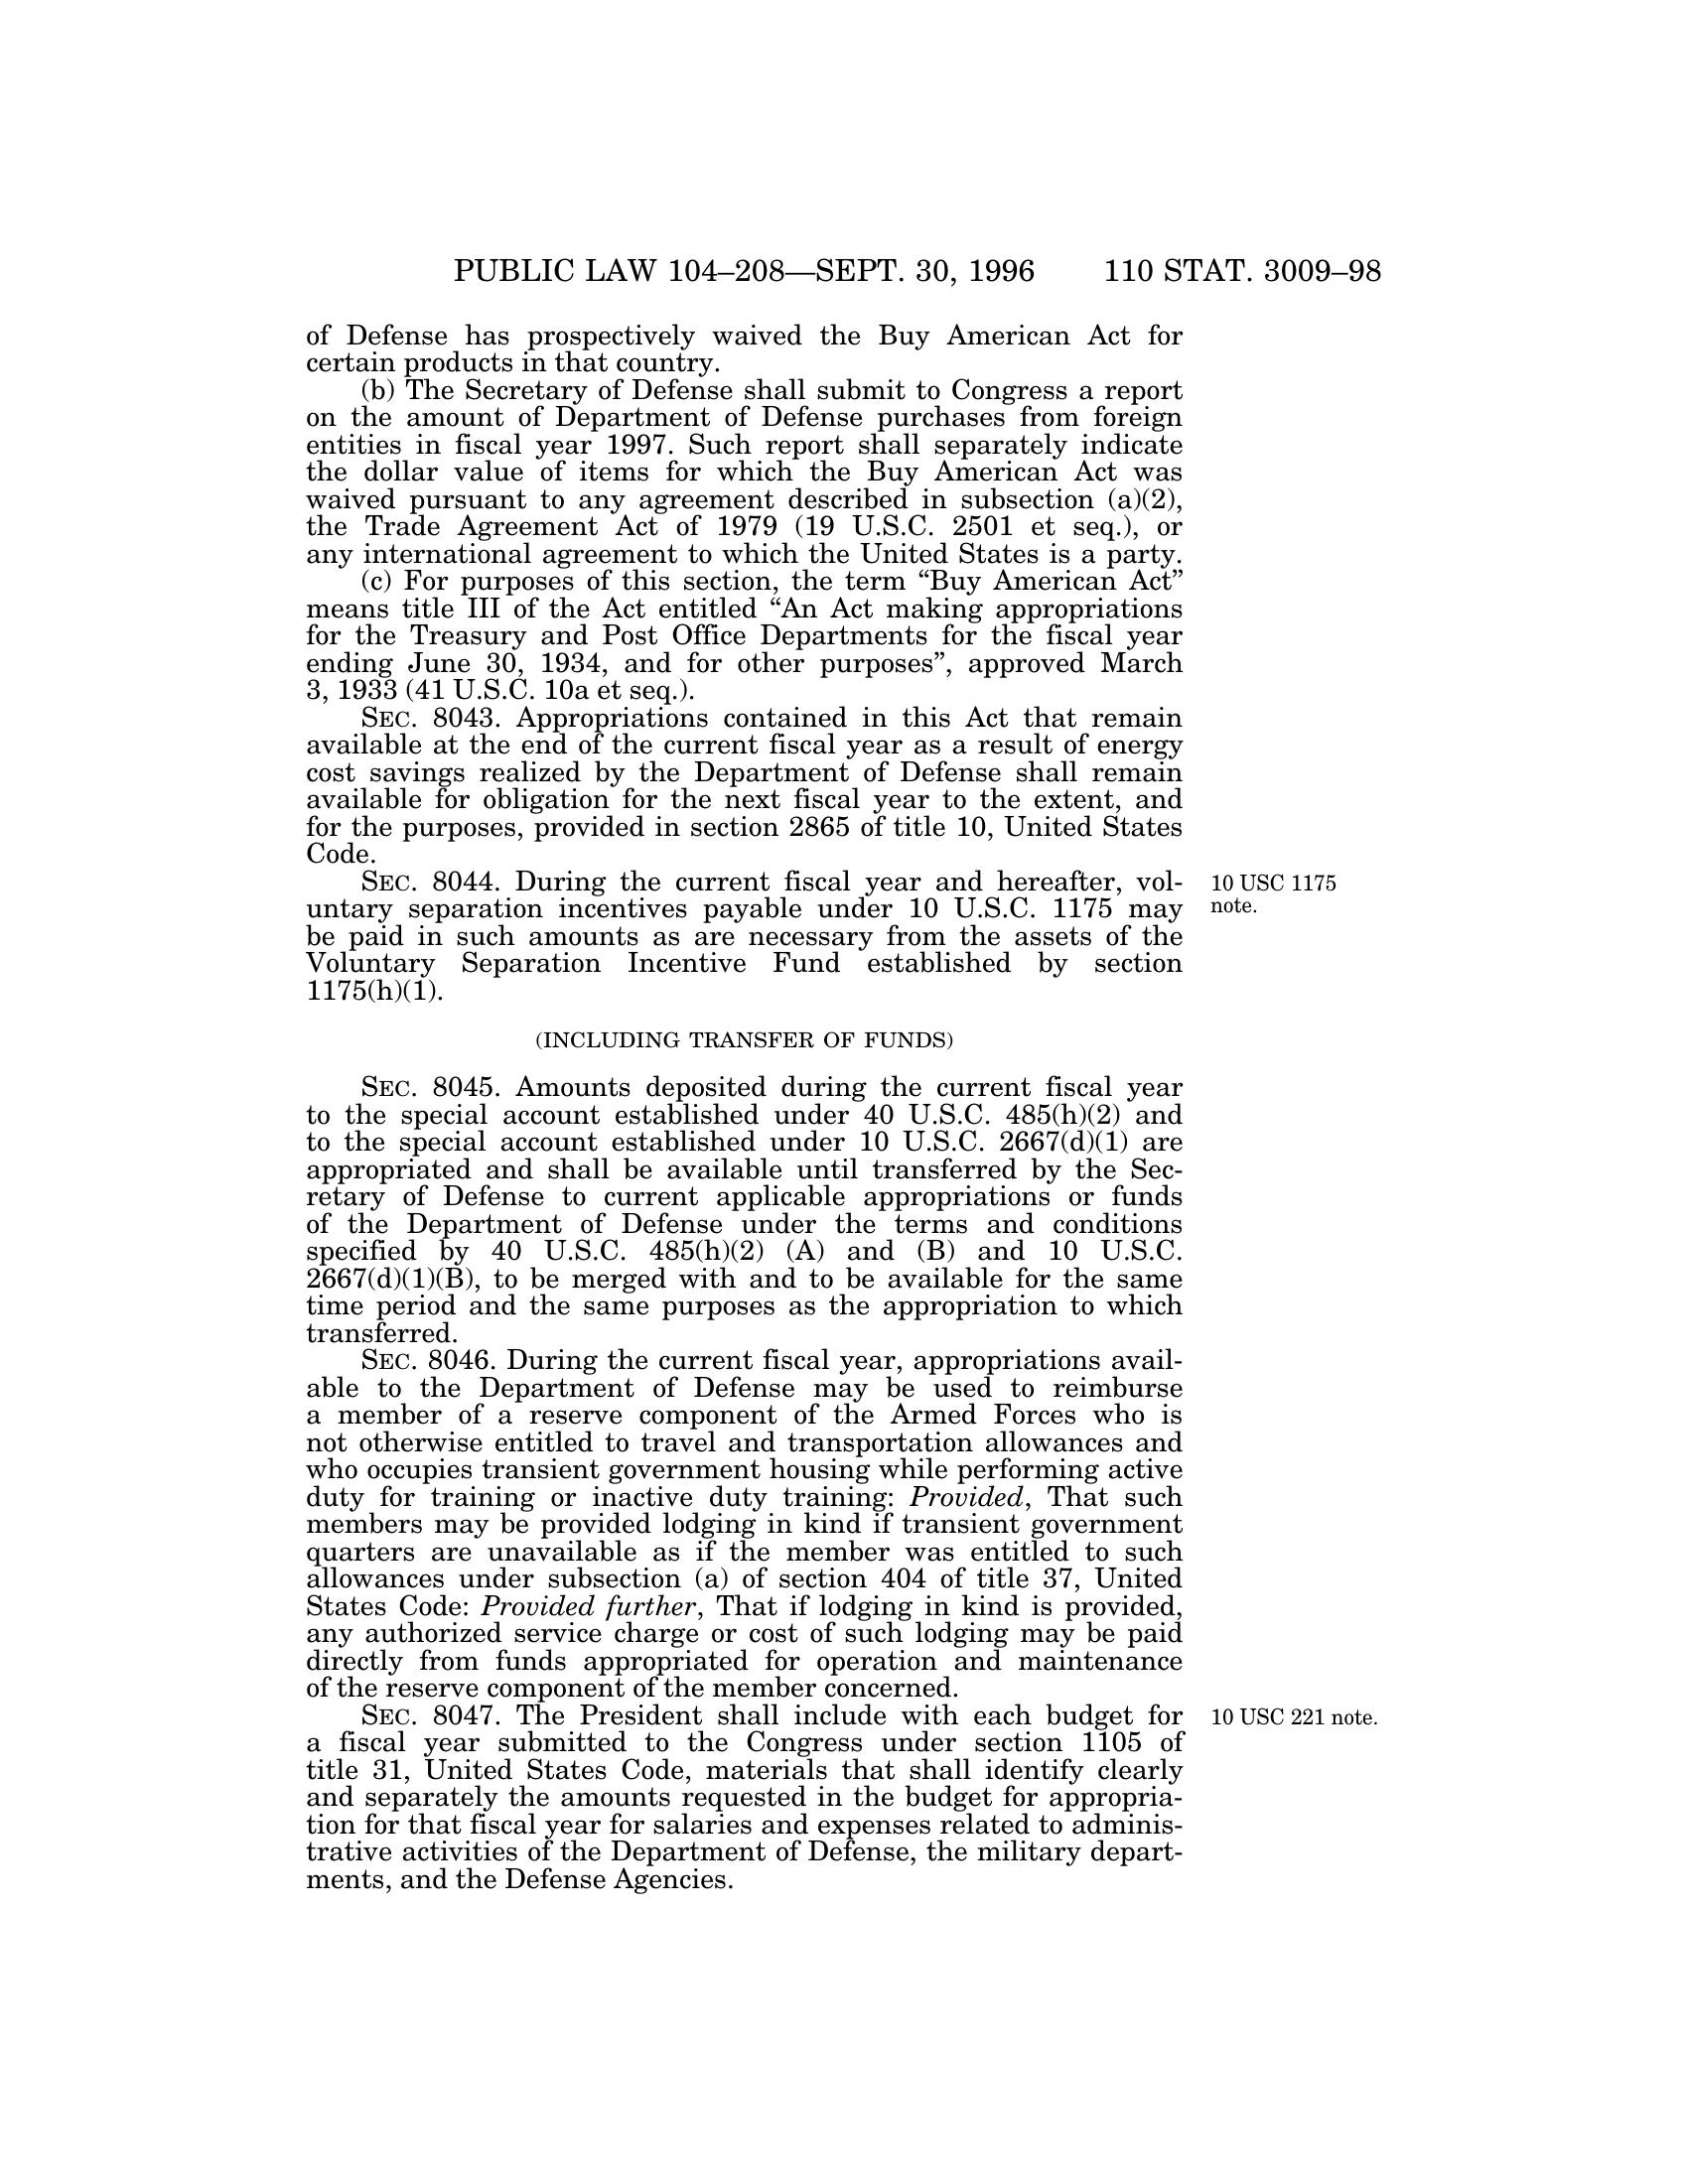 PUBLIC LAW 104–208—SEPT. 30, 1996 110 STAT. 3009–98
of Defense has prospectively waived the Buy American Act for
certain products in that country.
(b) The Secretary of Defense shall submit to Congress a report
on the amount of Department of Defense purchases from foreign
entities in fiscal year 1997. Such report shall separately indicate
the dollar value of items for which the Buy American Act was
waived pursuant to any agreement described in subsection (a)(2),
the Trade Agreement Act of 1979 (19 U.S.C. 2501 et seq.), or
any international agreement to which the United States is a party.
(c) For purposes of this section, the term “Buy American Act”
means title III of the Act entitled “An Act making appropriations
for the Treasury and Post Office Departments for the fiscal year
ending June 30, 1934, and for other purposes”, approved March
3, 1933 (41 U.S.C. 10a et seq.).
SEC. 8043. Appropriations contained in this Act that remain
available at the end of the current fiscal year as a result of energy
cost savings realized by the Department of Defense shall remain
available for obligation for the next fiscal year to the extent, and
for the purposes, provided in section 2865 of title 10, United States
Code.
SEC. 8044. During the current fiscal year and hereafter, vol-
untary separation incentives payable under 10 U.S.C. 1175 may
be paid in such amounts as are necessary from the assets of the
Voluntary Separation Incentive Fund established by section
1175(h)(1).
10 USC 1175
note.
(INCLUDING TRANSFER OF FUNDS)
SEC. 8045. Amounts deposited during the current fiscal year
to the special account established under 40 U.S.C. 485(h)(2) and
to the special account established under 10 U.S.C. 2667(d)(1) are
appropriated and shall be available until transferred by the Sec-
retary of Defense to current applicable appropriations or funds
of the Department of Defense under the terms and conditions
specified by 40 U.S.C. 485(h)(2) (A) and (B) and 10 U.S.C.
2667(d)(1)(B), to be merged with and to be available for the same
time period and the same purposes as the appropriation to which
transferred.
SEC. 8046. During the current fiscal year, appropriations avail-
able to the Department of Defense may be used to reimburse
a member of a reserve component of the Armed Forces who is
not otherwise entitled to travel and transportation allowances and
who occupies transient government housing while performing active
duty for training or inactive duty training: Provided, That such
members may be provided lodging in kind if transient government
quarters are unavailable as if the member was entitled to such
allowances under subsection (a) of section 404 of title 37, United
States Code: Provided further, That if lodging in kind is provided,
any authorized service charge or cost of such lodging may be paid
directly from funds appropriated for operation and maintenance
of the reserve component of the member concerned.
SEC. 8047. The President shall include with each budget for
a fiscal year submitted to the Congress under section 1105 of
title 31, United States Code, materials that shall identify clearly
and separately the amounts requested in the budget for appropria-
tion for that fiscal year for salaries and expenses related to adminis-
trative activities of the Department of Defense, the military depart-
ments, and the Defense Agencies.
10 USC 221 note.